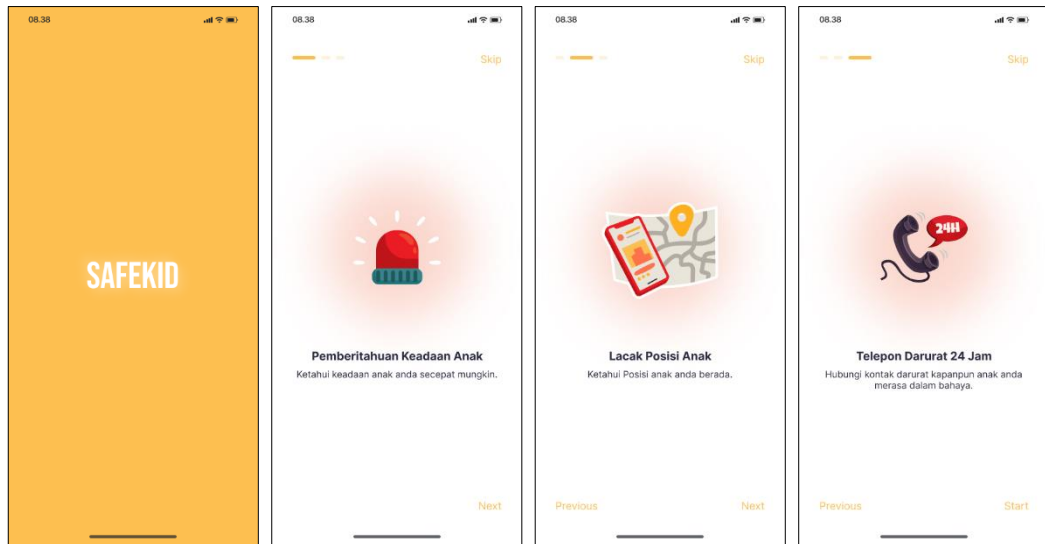 08.38
SAFEKID
08.38
Skip
Pemberitahuan Keadaan Anak
Ketahui keadaan anak anda secepat mungkin.
Next
08.38
Skip
Lacak Posisi Anak
Ketahui Posisi anak anda berada.
Previous
Next
08.38
Skip
24H
Telepon Darurat 24 Jam
Hubungi kontak darurat kapanpun anak anda
merasa dalam bahaya.
Previous
Start